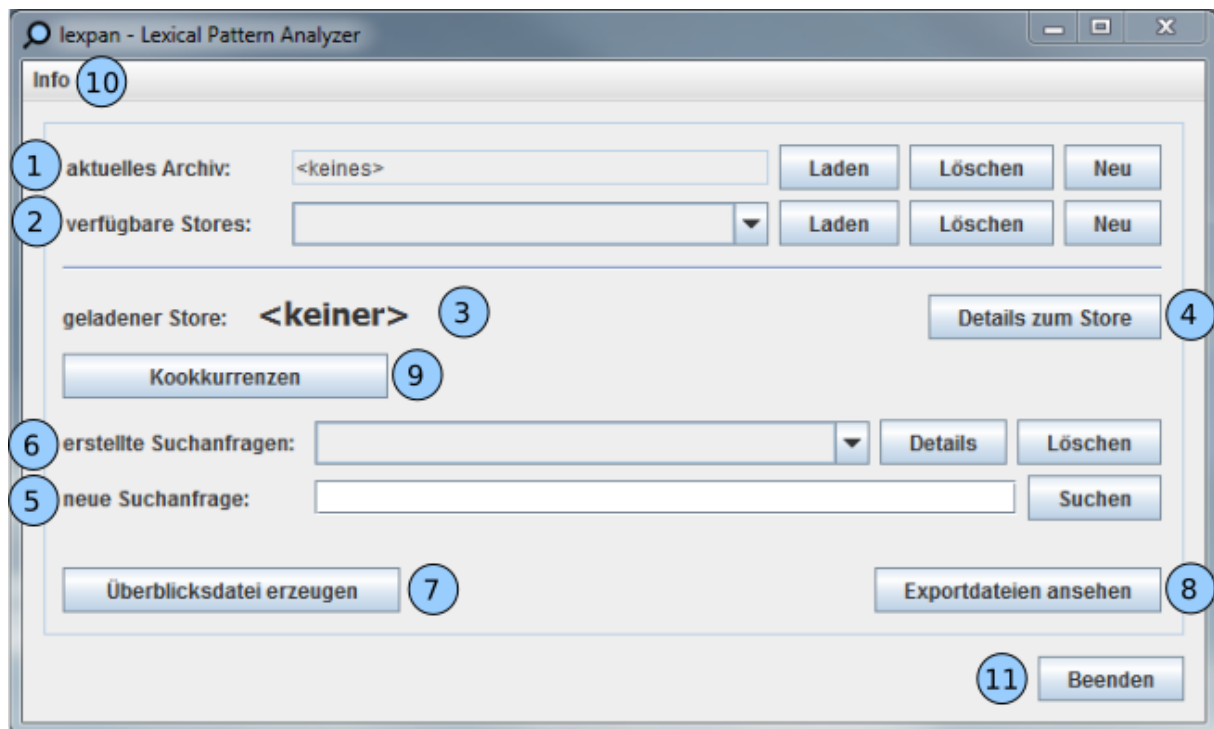 lexpan - Lexical Pattern Analyzer
Info 10
1 aktuelles Archiv: <keines> Laden Löschen Neu
2 verfügbare Stores: Laden Löschen Neu
geladener Store: <keiner> 3 Details zum Store 4
Kookkurrenzen 9
6 erstellte Suchanfragen: Details Löschen
5 neue Suchanfrage: Suchen
Überblicksdatei erzeugen 7 Exportdateien ansehen 8
11 Beenden